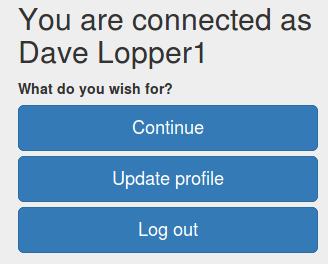 You are connected as
Dave Lopper1
What do you wish for?
Continue
Update profile
Log out